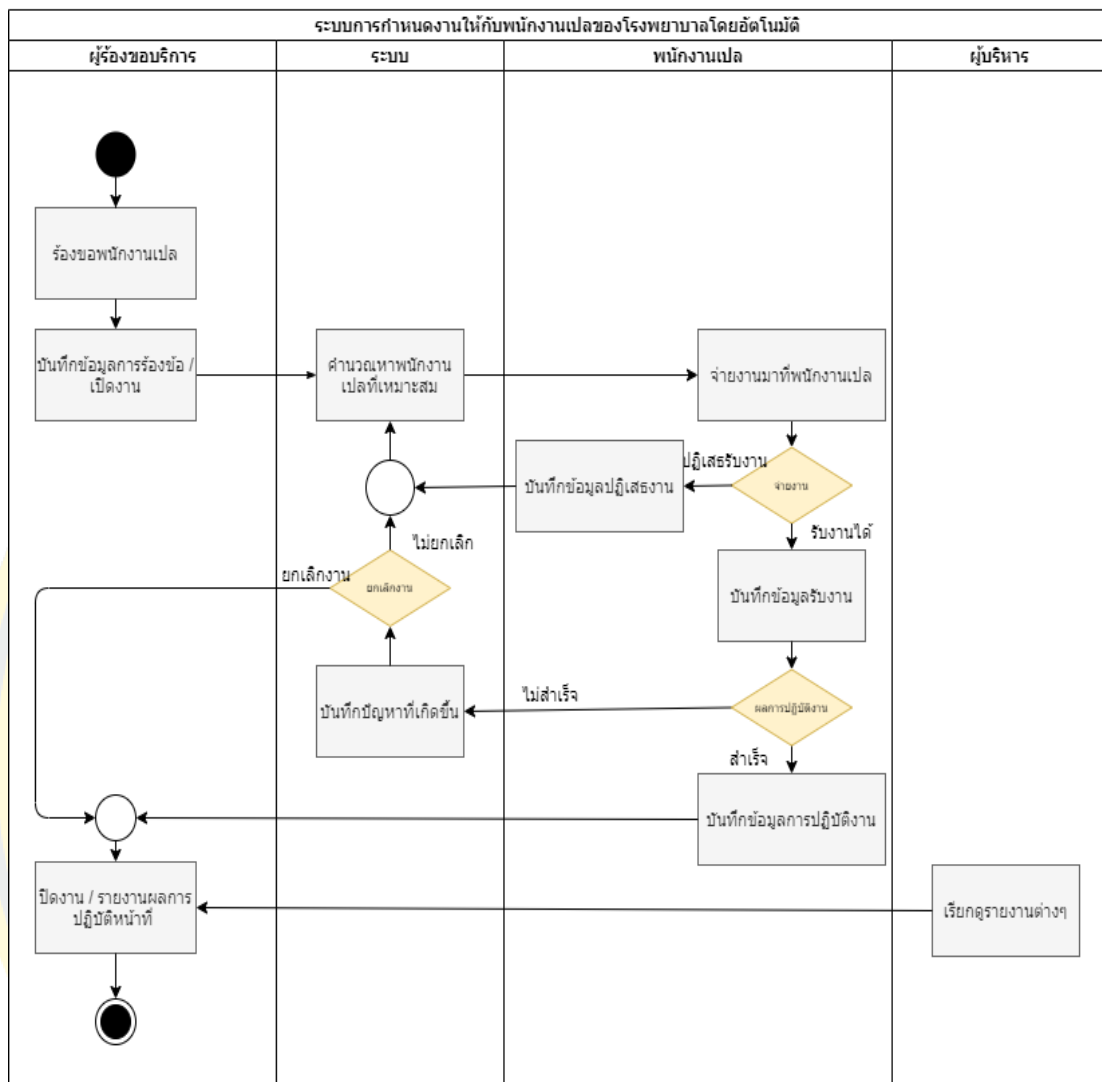 ระบบการกำหนดงานให้กับพนักงานเปลของโรงพยาบาลโดยอัตโนมัติ
ผู้ร้องขอบริการ
ระบบ
พนักงานเปล
ผู้บริหาร
ร้องขอพนักงานเปล
บันทึกข้อมูลการร้องข้อ /
เปิดงาน
คำนวณหาพนักงาน
เปลที่เหมาะสม
จ่ายงานมาที่พนักงานเปล
ปฏิเสธรับงาน
จ่ายงาน
บันทึกข้อมูลปฏิเสธงาน
รับงานได้
ไม่ยกเลิก
ยกเลิกงาน
ยกเลิกงาน
บันทึกข้อมูลรับงาน
ไม่สำเร็จ
บันทึกปัญหาที่เกิดขึ้น
ผลการปฏิบัติงาน
สำเร็จ
บันทึกข้อมูลการปฏิบัติงาน
ปิดงาน / รายงานผลการ
ปฏิบัติหน้าที่
เรียกดูรายงานต่างๆ